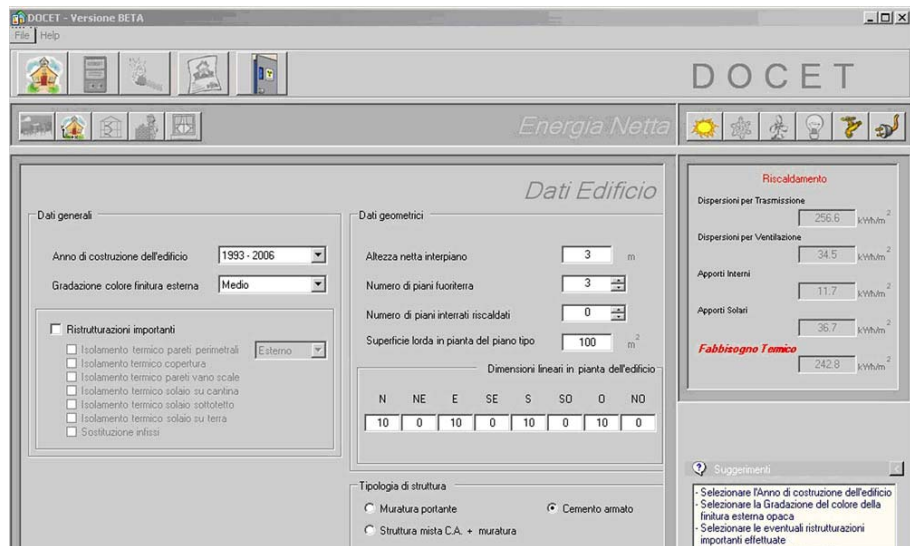 DOCET - Versione BETA
File Help
DOCET
Energia Netta
Dati Edificio
Dati generali
Anno di costruzione dell'edificio 1993 - 2006
Gradazione colore finitura esterna Medio
Ristrutturazioni importanti
Isolamento termico pareti perimetrali Esterno
Isolamento termico copertura
Isolamento termico pareti vano scale
Isolamento termico solaio su cantina
Isolamento termico solaio sottotetto
Isolamento termico solaio su terra
Sostituzione infissi
Dati geometrici
Altezza netta interpiano 3 m
Numero di piani fuoriterra 3
Numero di piani interrati riscaldati 0
Superficie lorda in pianta del piano tipo 100 m²
Dimensioni lineari in pianta dell'edificio
N NE E SE S SO O NO
10 0 10 0 10 0 10 0
Tipologia di struttura
Muratura portante Cemento armato
Struttura mista C.A. + muratura
Riscaldamento
Dispersioni per Trasmissione
256.6 kWh/m²
Dispersioni per Ventilazione
34.5 kWh/m²
Apporti Interni
11.7 kWh/m²
Apporti Solari
36.7 kWh/m²
Fabbisogno Termico
242.8 kWh/m²
Suggerimenti
- Selezionare l'Anno di costruzione dell'edificio
- Selezionare la Gradazione del colore della
finitura esterna opaca
- Selezionare le eventuali ristrutturazioni
importanti effettuate